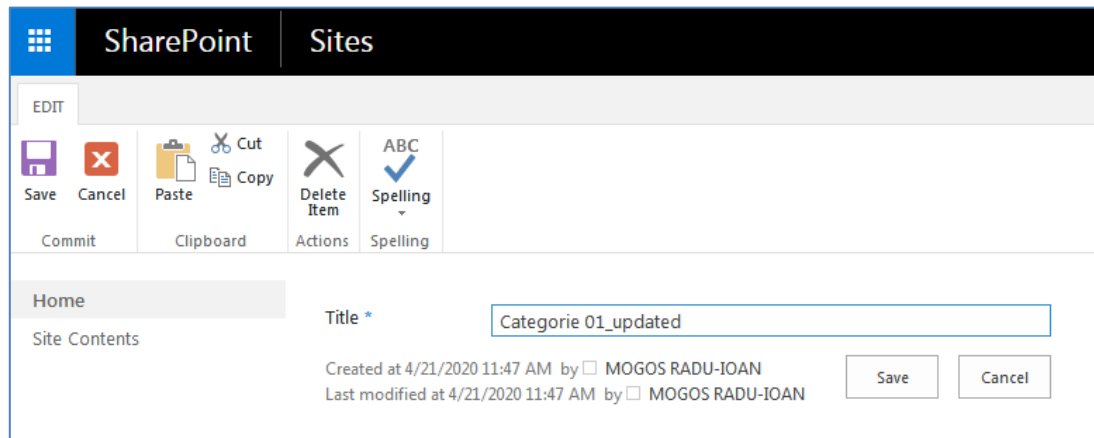 SharePoint Sites
EDIT
Save Cancel Paste Cut Copy Delete Item ABC Spelling
Commit Clipboard Actions Spelling
Home
Site Contents
Title * Categorie 01_updated
Created at 4/21/2020 11:47 AM by MOGOS RADU-IOAN
Last modified at 4/21/2020 11:47 AM by MOGOS RADU-IOAN
Save Cancel